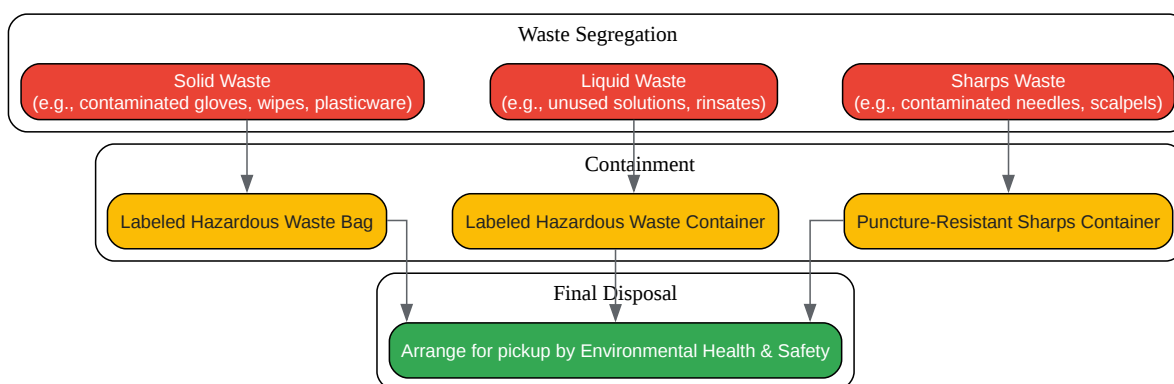 Waste Segregation
Solid Waste
(e.g., contaminated gloves, wipes, plasticware)
Liquid Waste
(e.g., unused solutions, rinsates)
Sharps Waste
(e.g., contaminated needles, scalpels)
Containment
Labeled Hazardous Waste Bag
Labeled Hazardous Waste Container
Puncture-Resistant Sharps Container
Final Disposal
Arrange for pickup by Environmental Health & Safety